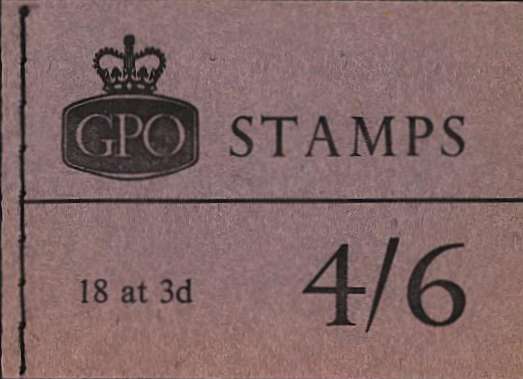 GPO STAMPS
18 at 3d 4/6